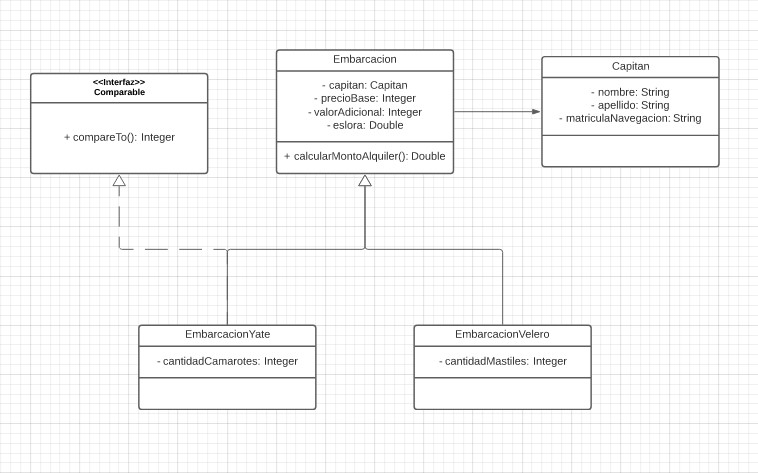 <<Interfaz>>
Comparable
+ compareTo(): Integer
Embarcacion
- capitan: Capitan
- precioBase: Integer
- valorAdicional: Integer
- eslora: Double
+ calcularMontoAlquiler(): Double
Capitan
- nombre: String
- apellido: String
- matriculaNavegacion: String
EmbarcacionYate
- cantidadCamarotes: Integer
EmbarcacionVelero
- cantidadMastiles: Integer